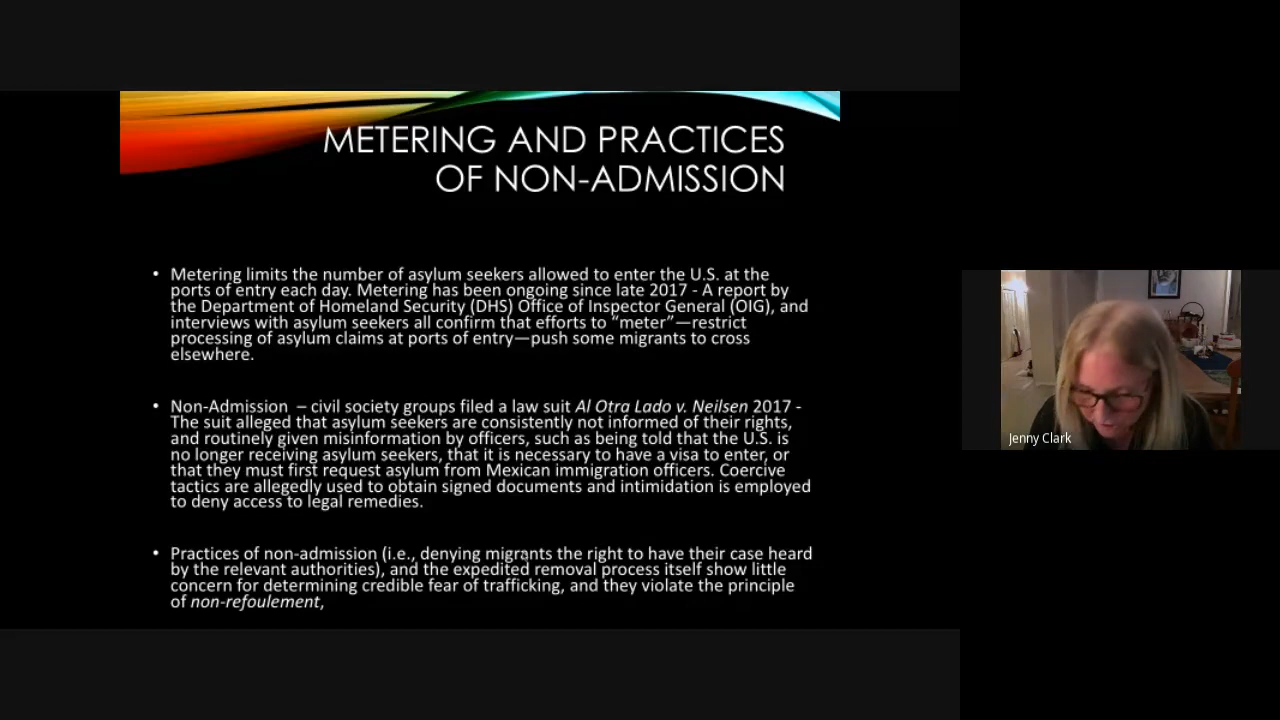 METERING AND PRACTICES
OF NON-ADMISSION
• Metering limits the number of asylum seekers allowed to enter the U.S. at the
ports of entry each day. Metering has been ongoing since late 2017 - A report by
the Department of Homeland Security (DHS) Office of Inspector General (OIG), and
interviews with asylum seekers all confirm that efforts to “meter”—restrict
processing of asylum claims at ports of entry—push some migrants to cross
elsewhere.
• Non-Admission – civil society groups filed a law suit Al Otra Lado v. Neilsen 2017 -
The suit alleged that asylum seekers are consistently not informed of their rights,
and routinely given misinformation by officers, such as being told that the U.S. is
no longer receiving asylum seekers, that it is necessary to have a visa to enter, or
that they must first request asylum from Mexican immigration officers. Coercive
tactics are allegedly used to obtain signed documents and intimidation is employed
to deny access to legal remedies.
• Practices of non-admission (i.e., denying migrants the right to have their case heard
by the relevant authorities), and the expedited removal process itself show little
concern for determining credible fear of trafficking, and they violate the principle
of non-refoulement,
Jenny Clark